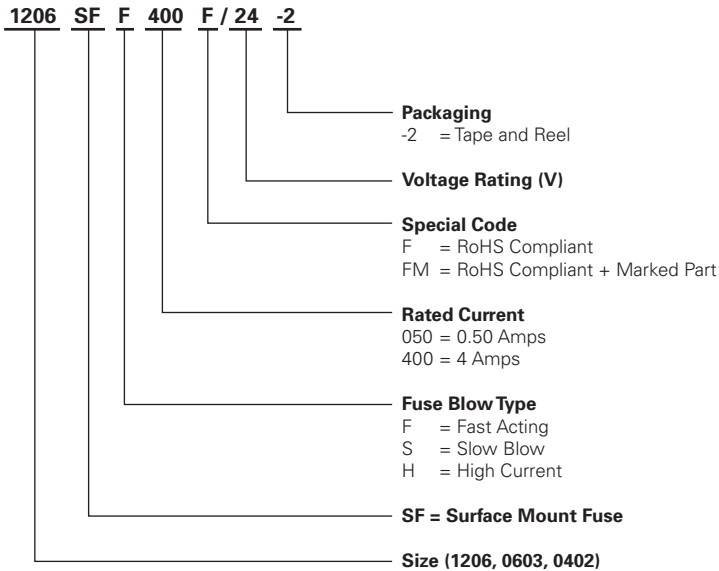 1206 SF F 400 F / 24 -2
Packaging
-2 = Tape and Reel
Voltage Rating (V)
Special Code
F = RoHS Compliant
FM = RoHS Compliant + Marked Part
Rated Current
050 = 0.50 Amps
400 = 4 Amps
Fuse Blow Type
F = Fast Acting
S = Slow Blow
H = High Current
SF = Surface Mount Fuse
Size (1206, 0603, 0402)